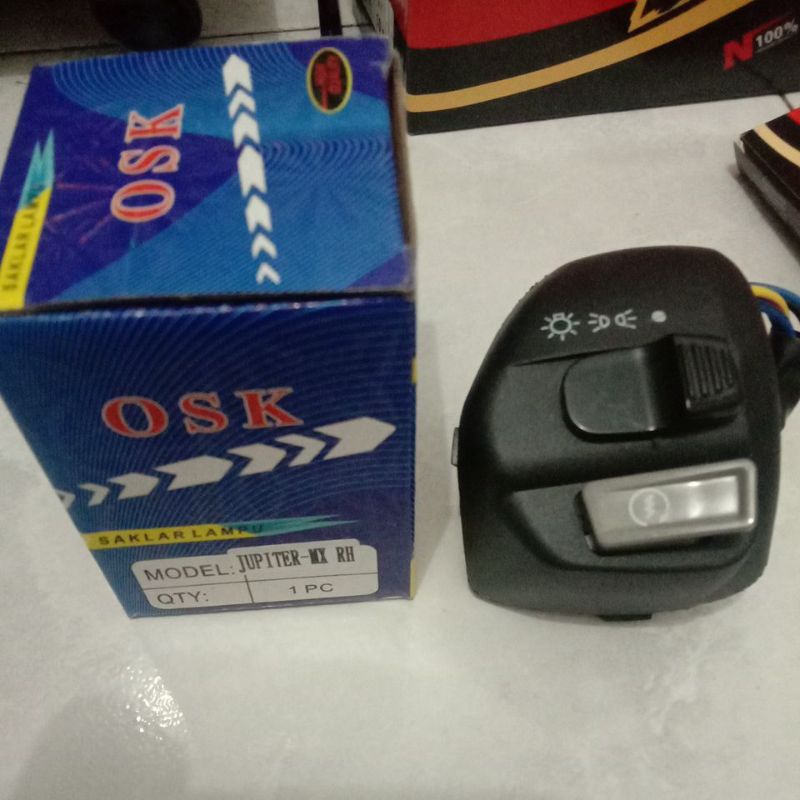 OSK
SAKLAR LAMPU
OSK
SAKLAR LAMPU
MODEL: JUPITER-MX RH
QTY: 1 PC
N 100%